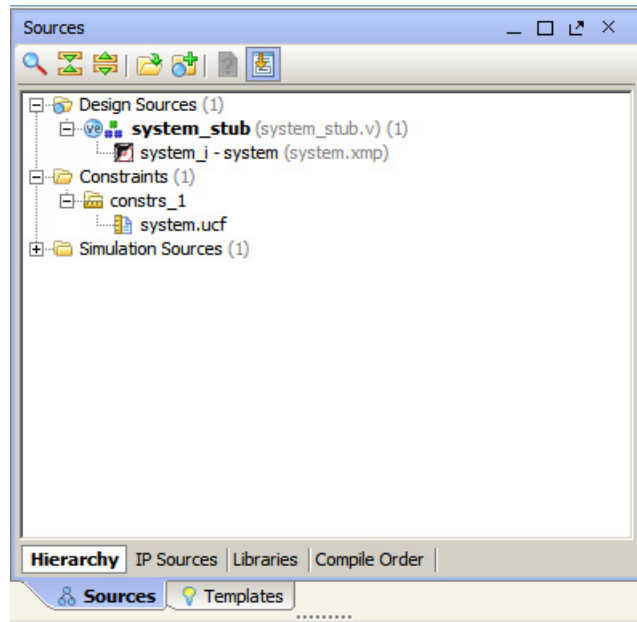 Sources
Design Sources (1)
system_stub (system_stub.v) (1)
system_i - system (system.xmp)
Constraints (1)
constrs_1
system.ucf
Simulation Sources (1)
Hierarchy IP Sources Libraries Compile Order
Sources Templates